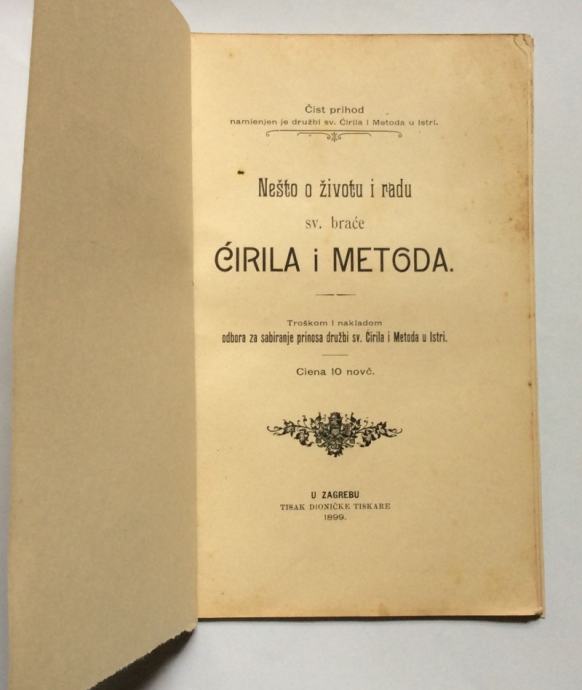 Čist prihod
namienjen je družbi sv. Ćirila i Metoda u Istri.
Nešto o životu i radu
sv. braće
ĆIRILA i METODA.
Troškom i nakladom
odbora za sabiranje prinosa družbi sv. Ćirila i Metoda u Istri.
Ciena 10 novč.
U ZAGREBU
TISAK DIONIČKE TISKARE
1899.